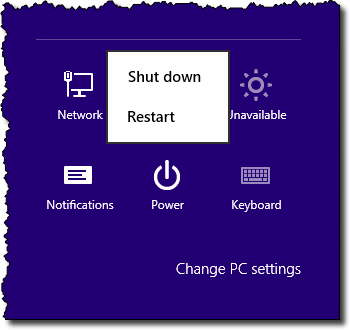 Shut down
Restart
Network
Unavailable
Notifications
Power
Keyboard
Change PC settings